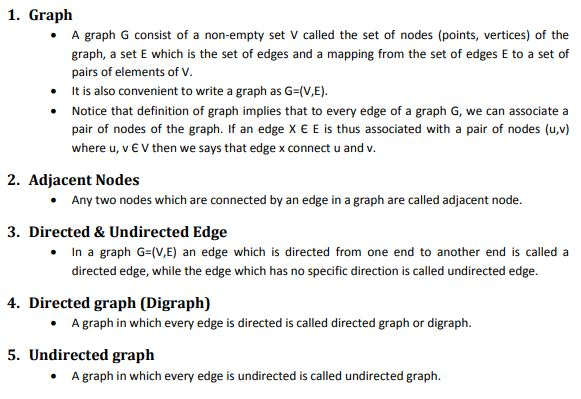 1. Graph
• A graph G consist of a non-empty set V called the set of nodes (points, vertices) of the
graph, a set E which is the set of edges and a mapping from the set of edges E to a set of
pairs of elements of V.
• It is also convenient to write a graph as G=(V,E).
• Notice that definition of graph implies that to every edge of a graph G, we can associate a
pair of nodes of the graph. If an edge X Є E is thus associated with a pair of nodes (u,v)
where u, v Є V then we says that edge x connect u and v.
2. Adjacent Nodes
• Any two nodes which are connected by an edge in a graph are called adjacent node.
3. Directed & Undirected Edge
• In a graph G=(V,E) an edge which is directed from one end to another end is called a
directed edge, while the edge which has no specific direction is called undirected edge.
4. Directed graph (Digraph)
• A graph in which every edge is directed is called directed graph or digraph.
5. Undirected graph
• A graph in which every edge is undirected is called undirected graph.